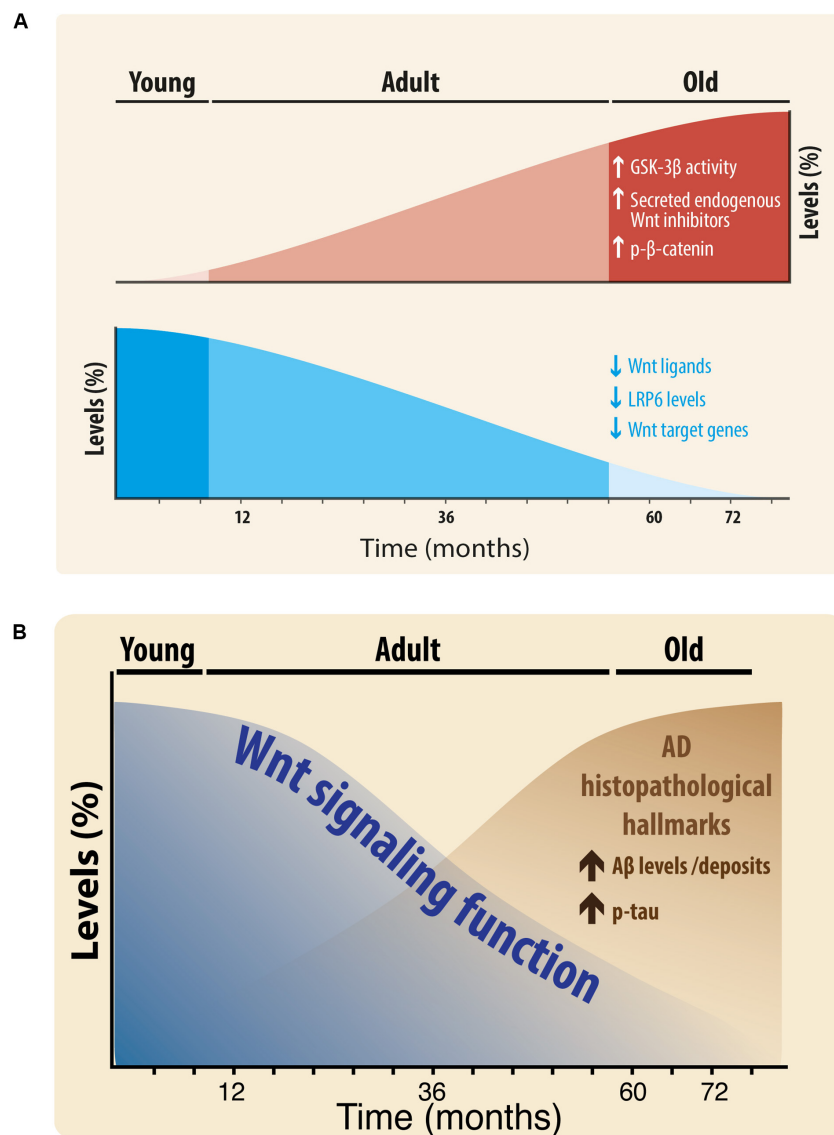 A
Young Adult Old
↑ GSK-3β activity
↑ Secreted endogenous
Wnt inhibitors
↑ p-β-catenin
Levels (%)
Levels (%)
↓ Wnt ligands
↓ LRP6 levels
↓ Wnt target genes
12 36 60 72
Time (months)
B
Young Adult Old
Levels (%)
Wnt signaling function
AD
histopathological
hallmarks
↑ Aβ levels /deposits
↑ p-tau
12 36 60 72
Time (months)